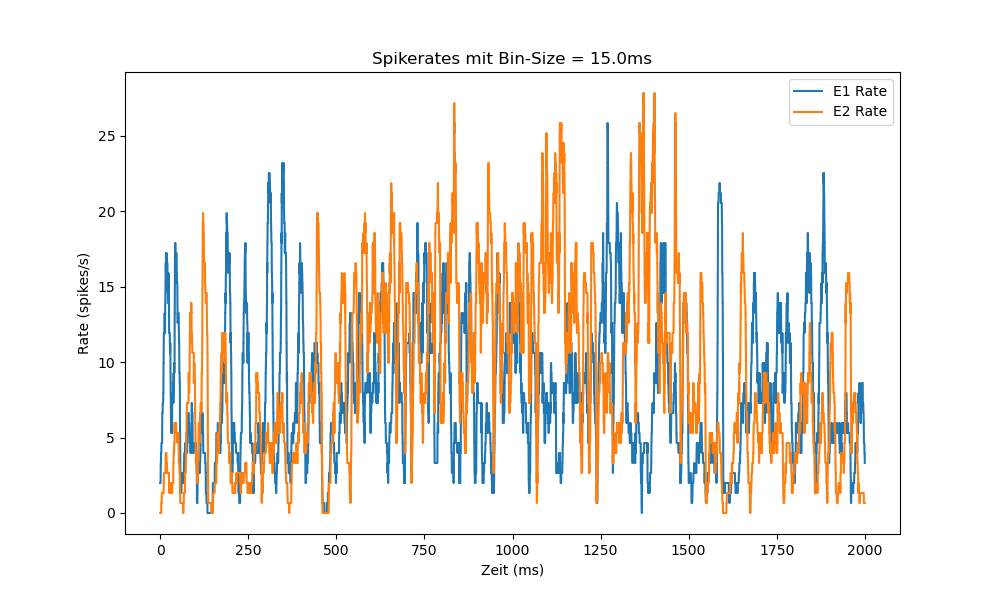 Spikerates mit Bin-Size = 15.0ms
E1 Rate
E2 Rate
Rate (spikes/s)
25
20
15
10
5
0
0 250 500 750 1000 1250 1500 1750 2000
Zeit (ms)